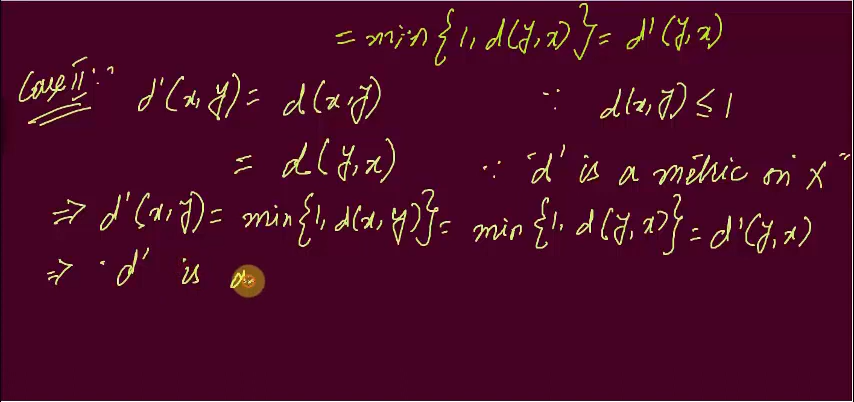 = min{1, d(y,x)} = d'(y,x)
Case II :- d'(x,y) = d(x,y) ∵ d(x,y) ≤ 1
= d(y,x) ∵ 'd' is a metric on X"
⇒ d'(x,y) = min{1, d(x,y)} = min{1, d(y,x)} = d'(y,x)
⇒ 'd' is a